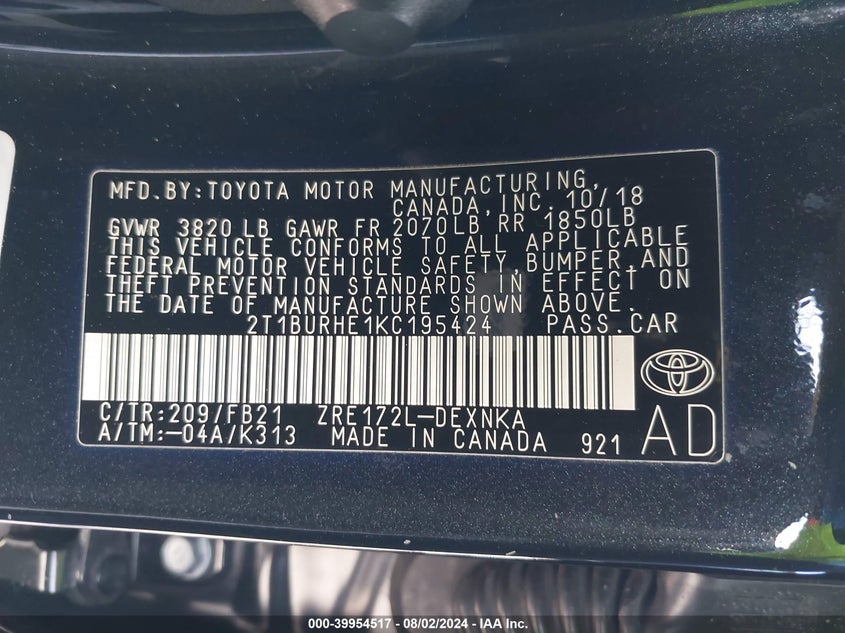 MFD.BY:TOYOTA MOTOR MANUFACTURING,
CANADA,INC. 10/18
GVWR 3820 LB GAWR FR 2070LB RR 1850LB
THIS VEHICLE CONFORMS TO ALL APPLICABLE
FEDERAL MOTOR VEHICLE SAFETY,BUMPER,AND
THEFT PREVENTION STANDARDS IN EFFECT ON
THE DATE OF MANUFACTURE SHOWN ABOVE.
2T1BURHE1KC195424 PASS.CAR
C/TR:209/FB21 ZRE172L-DEXNKA
A/TM:-04A/K313 MADE IN CANADA 921 AD
000-39954517 - 08/02/2024 - IAA Inc.